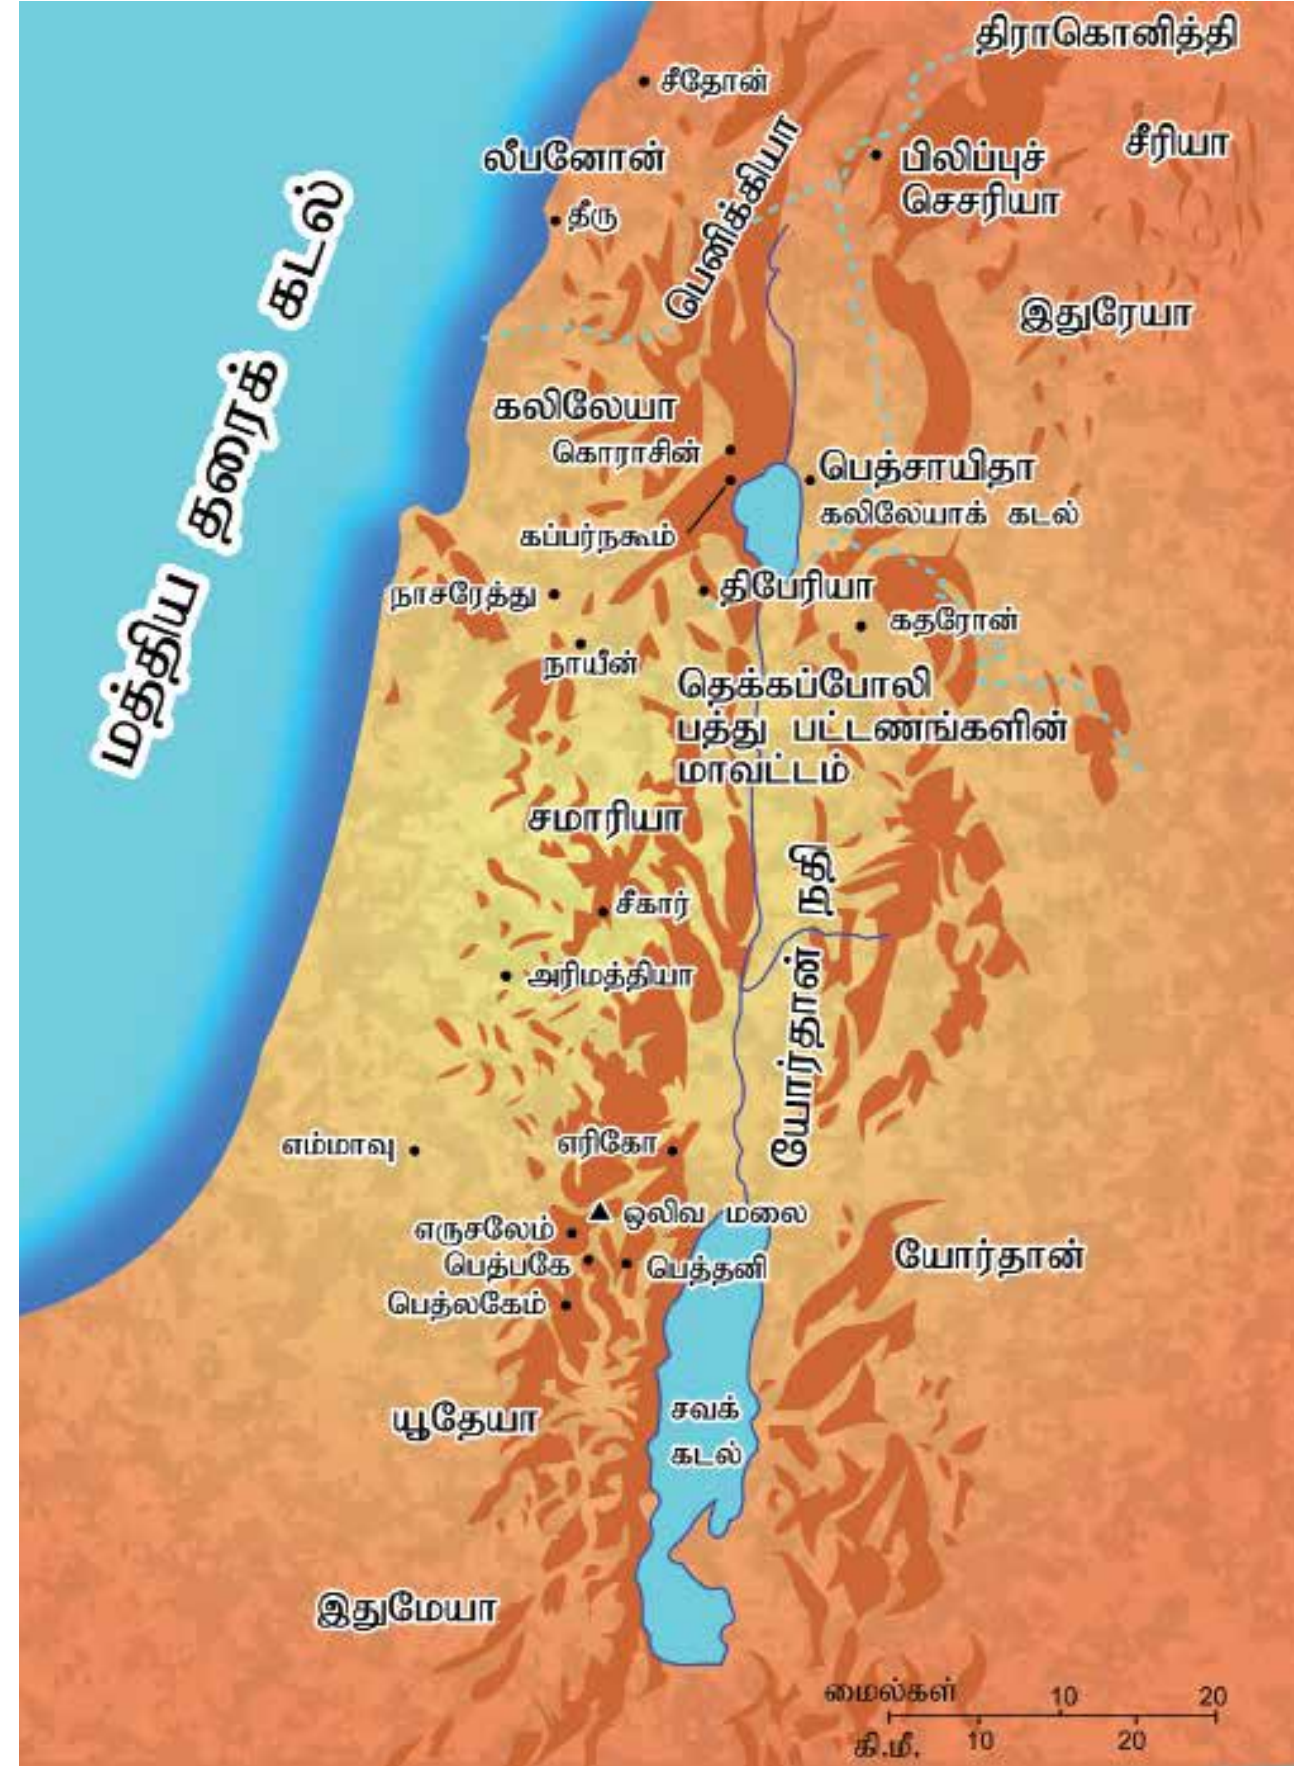 திராகொனித்தி
சீதோன்
சீரியா
லீபனோன்
பெனிக்கியா
பிலிப்புச்
செசரியா
தீரு
மத்திய தரைக் கடல்
இதுரேயா
கலிலேயா
கொராசின்
பெத்சாயிதா
கலிலேயாக் கடல்
கப்பர்நகூம்
நாசரேத்து
திபேரியா
கதரோன்
நாயீன்
தெக்கப்போலி
பத்து பட்டணங்களின்
மாவட்டம்
சமாரியா
சீகார்
யோர்தான் நதி
அரிமத்தியா
எம்மாவு
எரிகோ
ஒலிவ மலை
எருசலேம்
பெத்பகே
பெத்தனி
யோர்தான்
பெத்லகேம்
சவக்
கடல்
யூதேயா
இதுமேயா
மைல்கள் 10 20
கி.மீ. 10 20